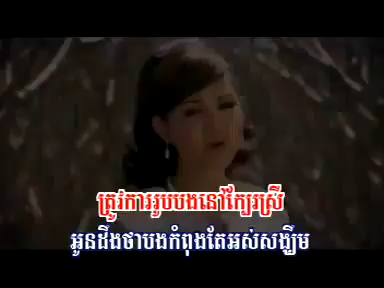 ត្រូវការរូបបងនៅក្បែរស្រី
អូនដឹងថាបងកំពុងតែអស់សង្ឃឹម